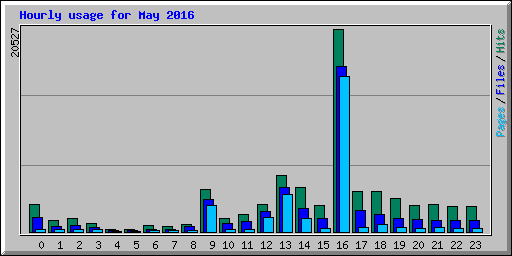 Hourly usage for May 2016
20527
Pages / Files / Hits
0 1 2 3 4 5 6 7 8 9 10 11 12 13 14 15 16 17 18 19 20 21 22 23